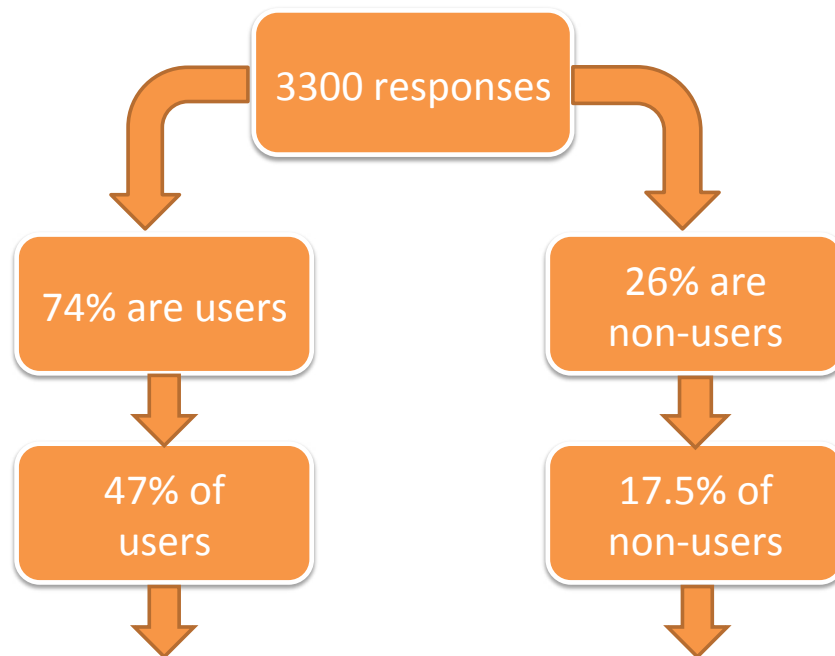 3300 responses
74% are users
26% are
non-users
47% of
users
17.5% of
non-users